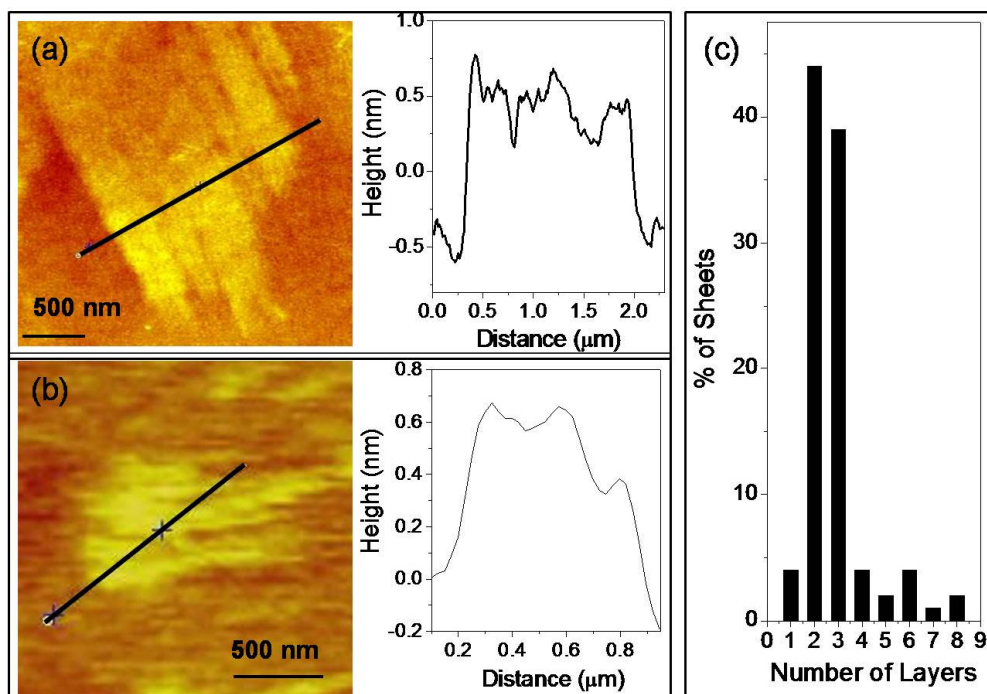 (a)
500 nm
1.0
0.5
0.0
-0.5
Height (nm)
0.0 0.5 1.0 1.5 2.0
Distance (μm)
(b)
500 nm
0.8
0.6
0.4
0.2
0.0
-0.2
Height (nm)
0.2 0.4 0.6 0.8
Distance (μm)
(c)
40
30
20
10
0
% of Sheets
0 1 2 3 4 5 6 7 8 9
Number of Layers